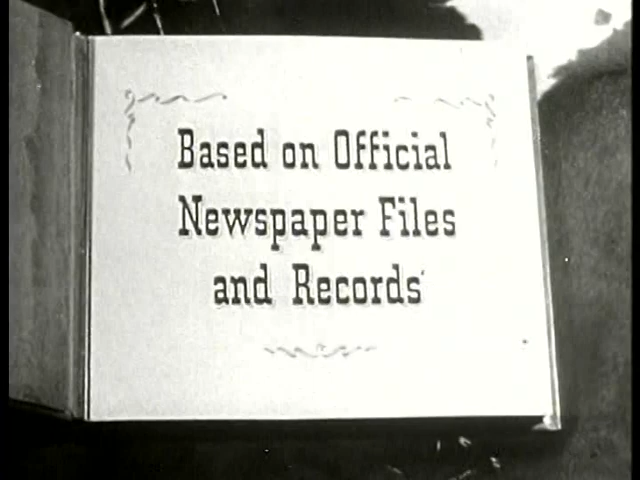 Based on Official
Newspaper Files
and Records